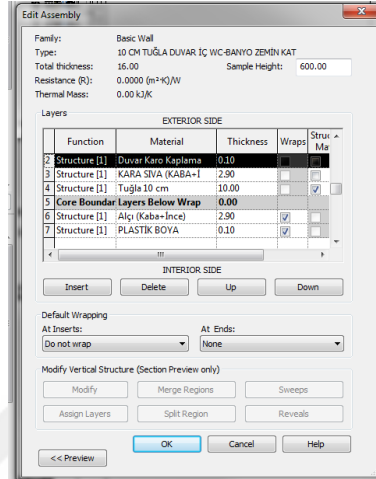 Edit Assembly
Family: Basic Wall
Type: 10 CM TUĞLA DUVAR İÇ WC-BANYO ZEMİN KAT
Total thickness: 16.00 Sample Height: 600.00
Resistance (R): 0.0000 (m²·K)/W
Thermal Mass: 0.00 kJ/K
Layers
EXTERIOR SIDE
Function Material Thickness Wraps Struc Ma
2 Structure [1] Duvar Karo Kaplama 0.10
3 Structure [1] KARA SIVA (KABA+İ 2.90
4 Structure [1] Tuğla 10 cm 10.00
5 Core Boundar Layers Below Wrap 0.00
6 Structure [1] Alçı (Kaba+İnce) 2.90
7 Structure [1] PLASTİK BOYA 0.10
INTERIOR SIDE
Insert Delete Up Down
Default Wrapping
At Inserts: At Ends:
Do not wrap None
Modify Vertical Structure (Section Preview only)
Modify Merge Regions Sweeps
Assign Layers Split Region Reveals
OK Cancel Help
<< Preview